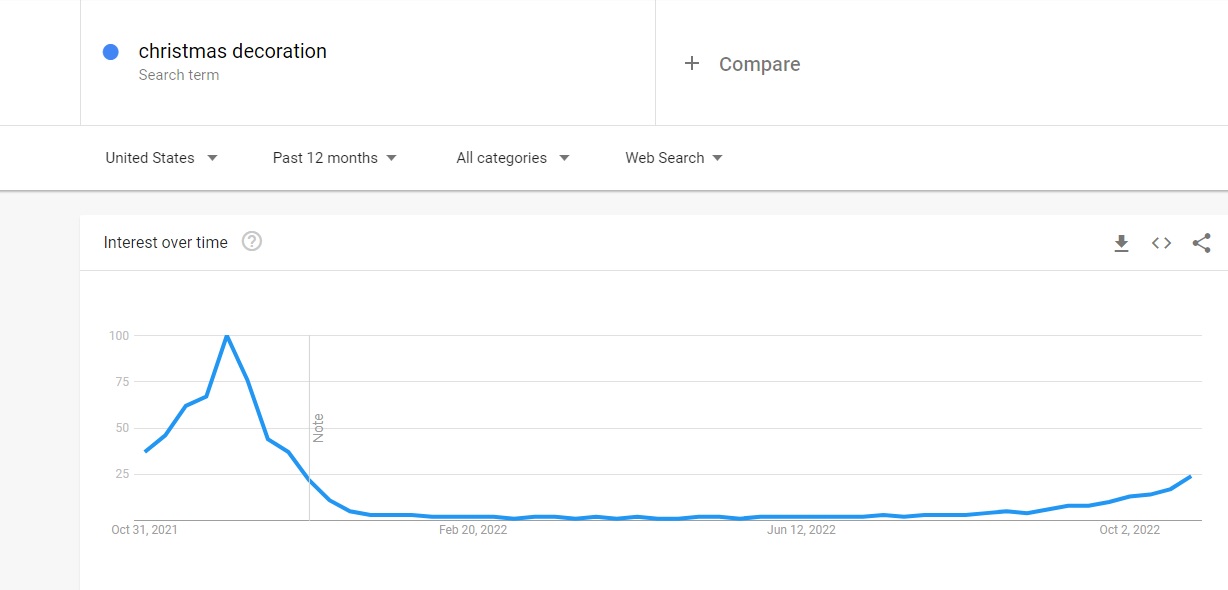 christmas decoration
Search term
+ Compare
United States
Past 12 months
All categories
Web Search
Interest over time ?
100
75
50
25
Note
Oct 31, 2021
Feb 20, 2022
Jun 12, 2022
Oct 2, 2022